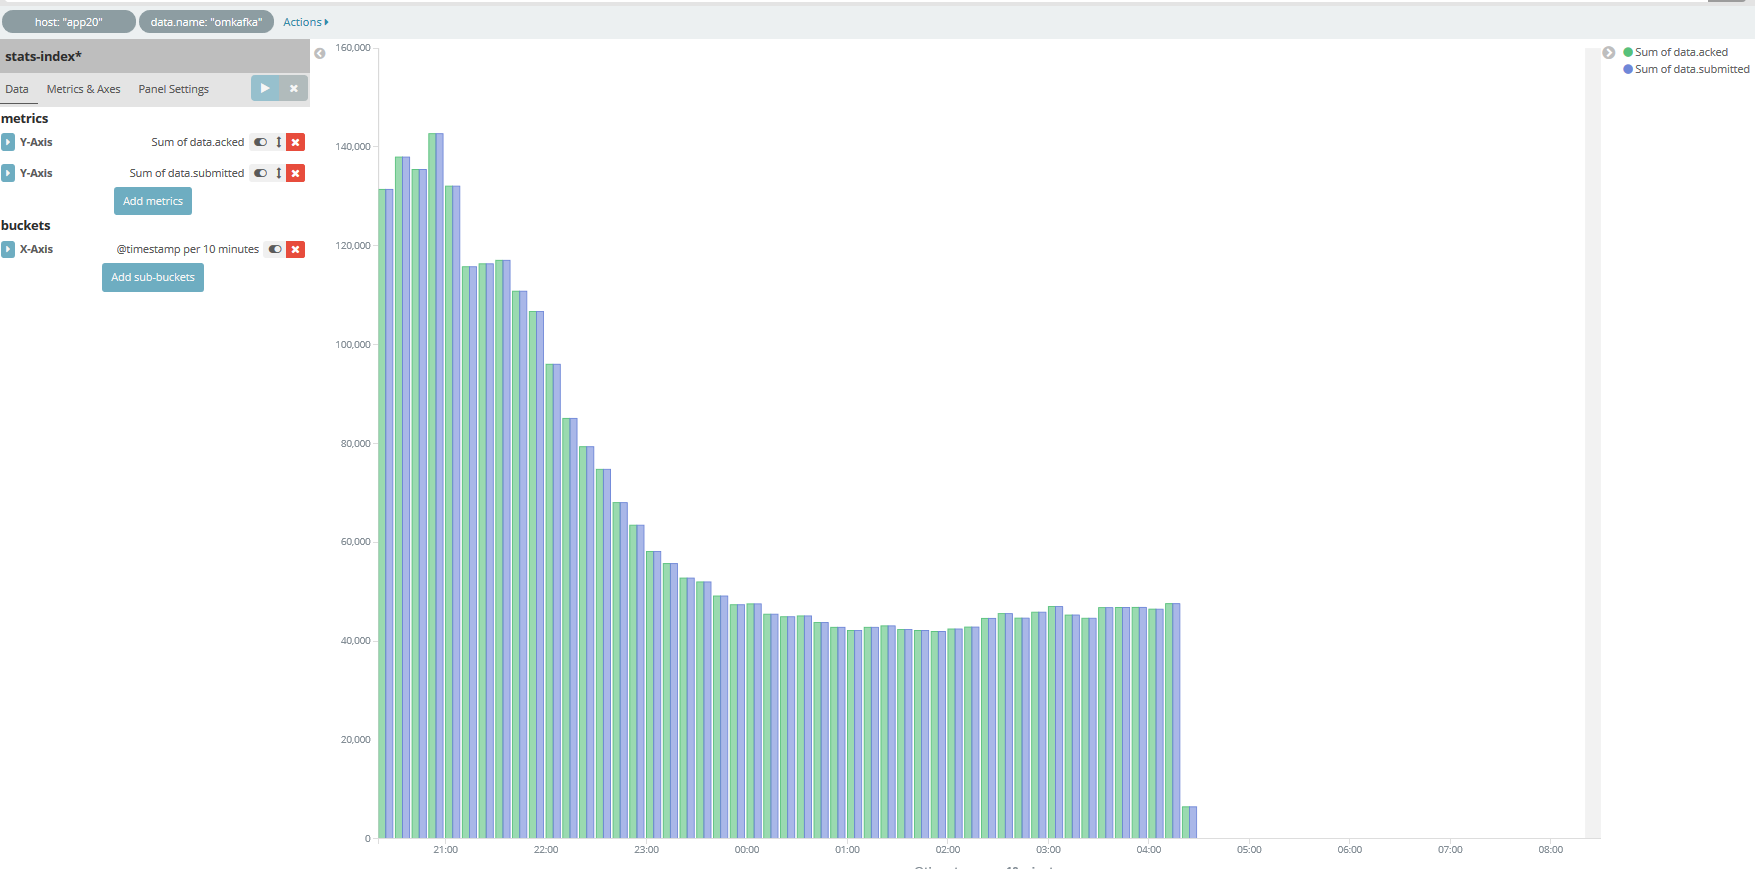 host: "app20" data.name: "omkafka" Actions
stats-index*
Data Metrics & Axes Panel Settings
metrics
Y-Axis Sum of data.acked
Y-Axis Sum of data.submitted
Add metrics
buckets
X-Axis @timestamp per 10 minutes
Add sub-buckets
160,000
140,000
120,000
100,000
80,000
60,000
40,000
20,000
0
21:00 22:00 23:00 00:00 01:00 02:00 03:00 04:00 05:00 06:00 07:00 08:00
Sum of data.acked
Sum of data.submitted